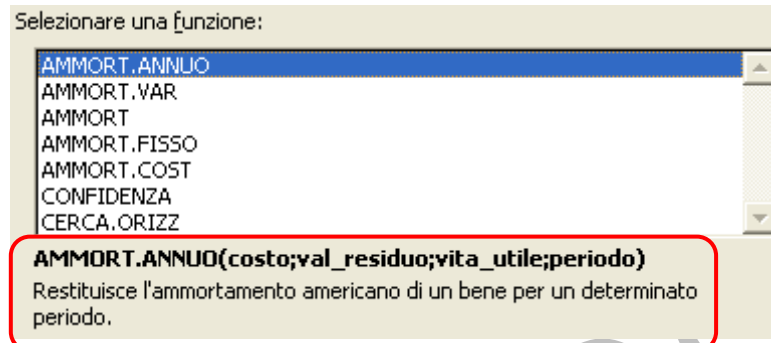 Selezionare una funzione:
AMMORT.ANNUO
AMMORT.VAR
AMMORT
AMMORT.FISSO
AMMORT.COST
CONFIDENZA
CERCA.ORIZZ
AMMORT.ANNUO(costo;val_residuo;vita_utile;periodo)
Restituisce l'ammortamento americano di un bene per un determinato
periodo.